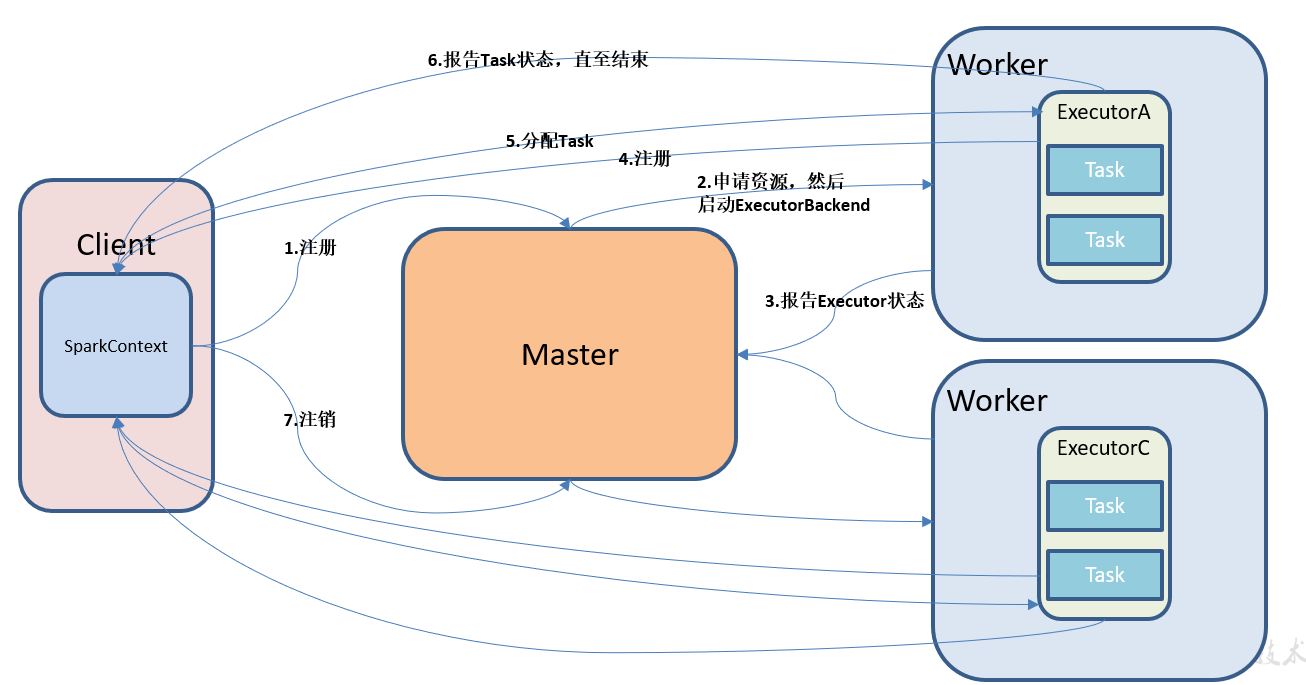 6.报告Task状态，直至结束
Worker
ExecutorA
5.分配Task
4.注册
Task
2.申请资源，然后
启动ExecutorBackend
Task
Client
1.注册
3.报告Executor状态
SparkContext
Master
Worker
7.注销
ExecutorC
Task
Task
技术